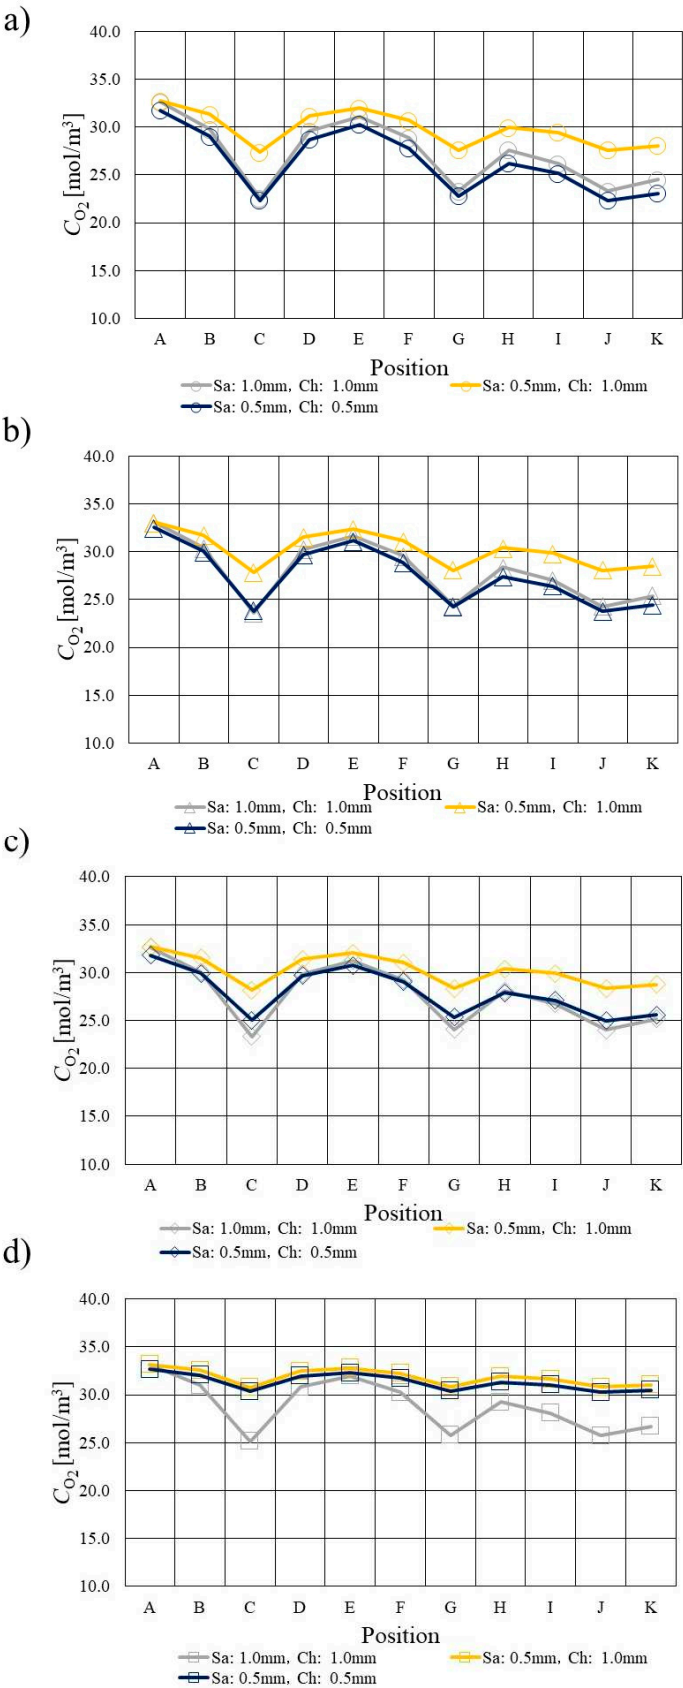 a)
40.0
35.0
30.0
25.0
20.0
15.0
10.0
C_O2 [mol/m³]
A B C D E F G H I J K
Position
Sa: 1.0mm, Ch: 1.0mm
Sa: 0.5mm, Ch: 1.0mm
Sa: 0.5mm, Ch: 0.5mm
b)
40.0
35.0
30.0
25.0
20.0
15.0
10.0
C_O2 [mol/m³]
A B C D E F G H I J K
Position
Sa: 1.0mm, Ch: 1.0mm
Sa: 0.5mm, Ch: 1.0mm
Sa: 0.5mm, Ch: 0.5mm
c)
40.0
35.0
30.0
25.0
20.0
15.0
10.0
C_O2 [mol/m³]
A B C D E F G H I J K
Position
Sa: 1.0mm, Ch: 1.0mm
Sa: 0.5mm, Ch: 1.0mm
Sa: 0.5mm, Ch: 0.5mm
d)
40.0
35.0
30.0
25.0
20.0
15.0
10.0
C_O2 [mol/m³]
A B C D E F G H I J K
Position
Sa: 1.0mm, Ch: 1.0mm
Sa: 0.5mm, Ch: 1.0mm
Sa: 0.5mm, Ch: 0.5mm